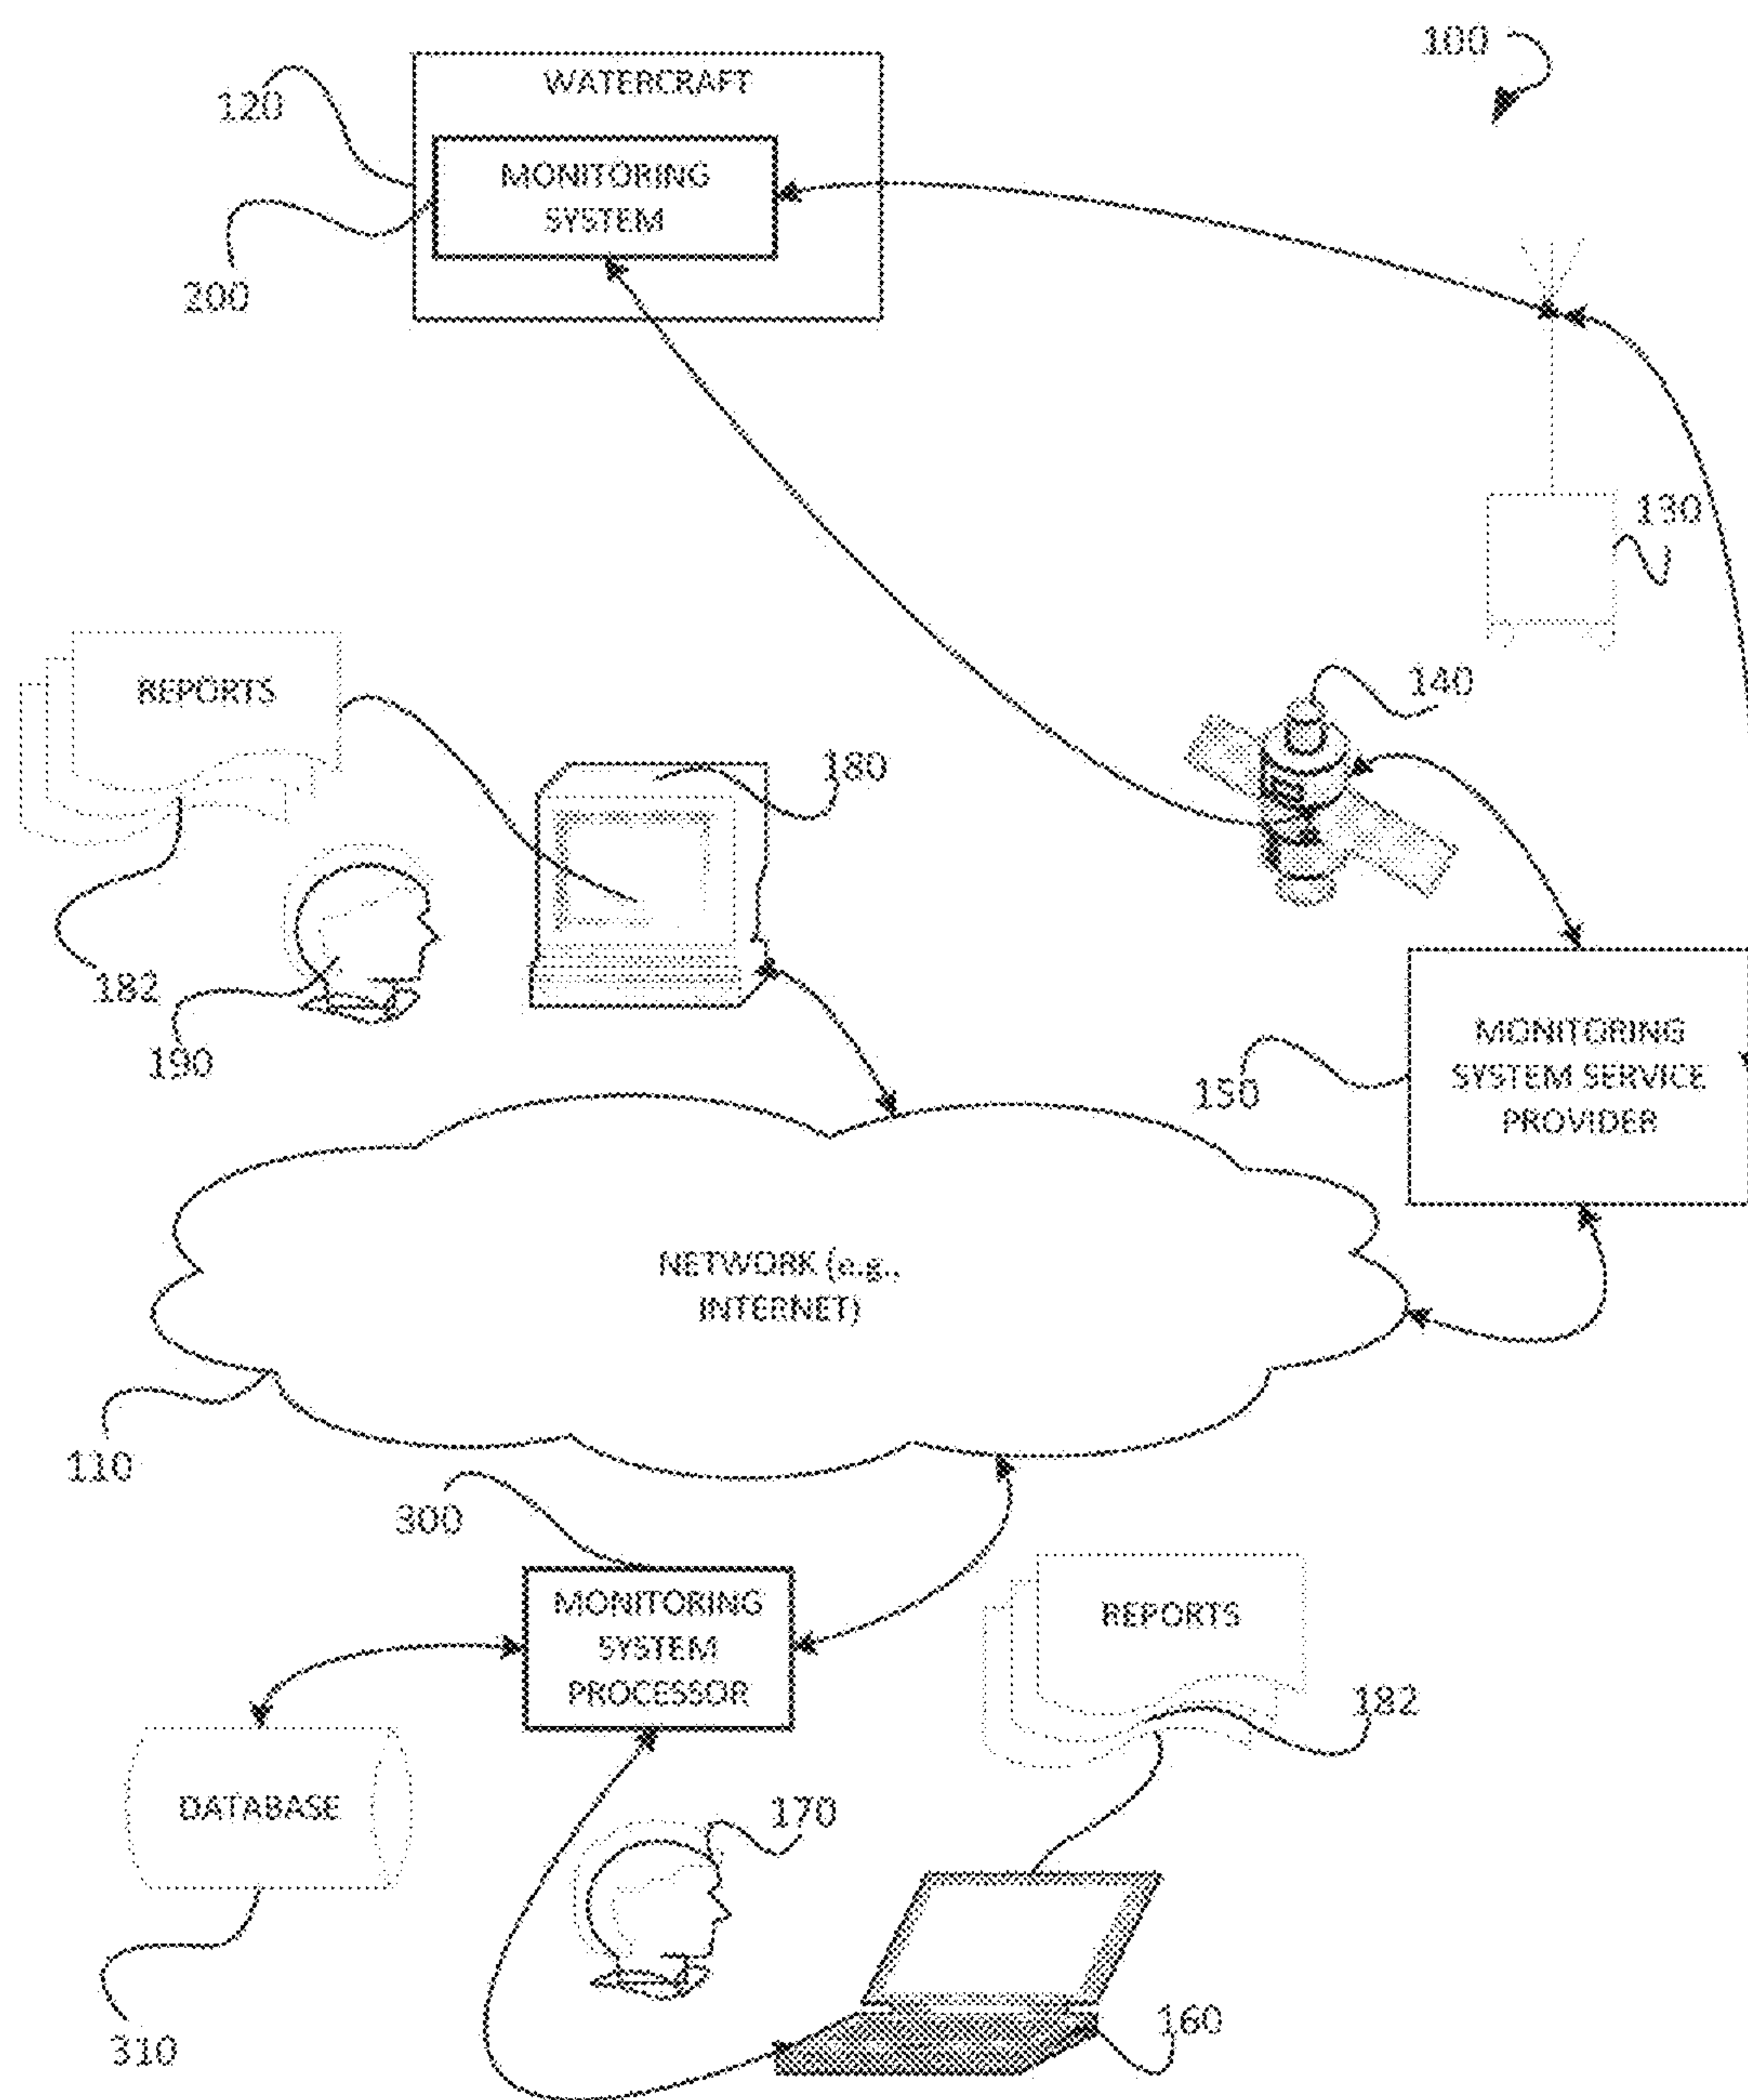 100
WATERCRAFT
120
MONITORING
SYSTEM
200
130
REPORTS
140
180
182
190
MONITORING
SYSTEM SERVICE
PROVIDER
150
NETWORK (e.g.,
INTERNET)
110
300
MONITORING
SYSTEM
PROCESSOR
REPORTS
182
DATABASE
170
310
160